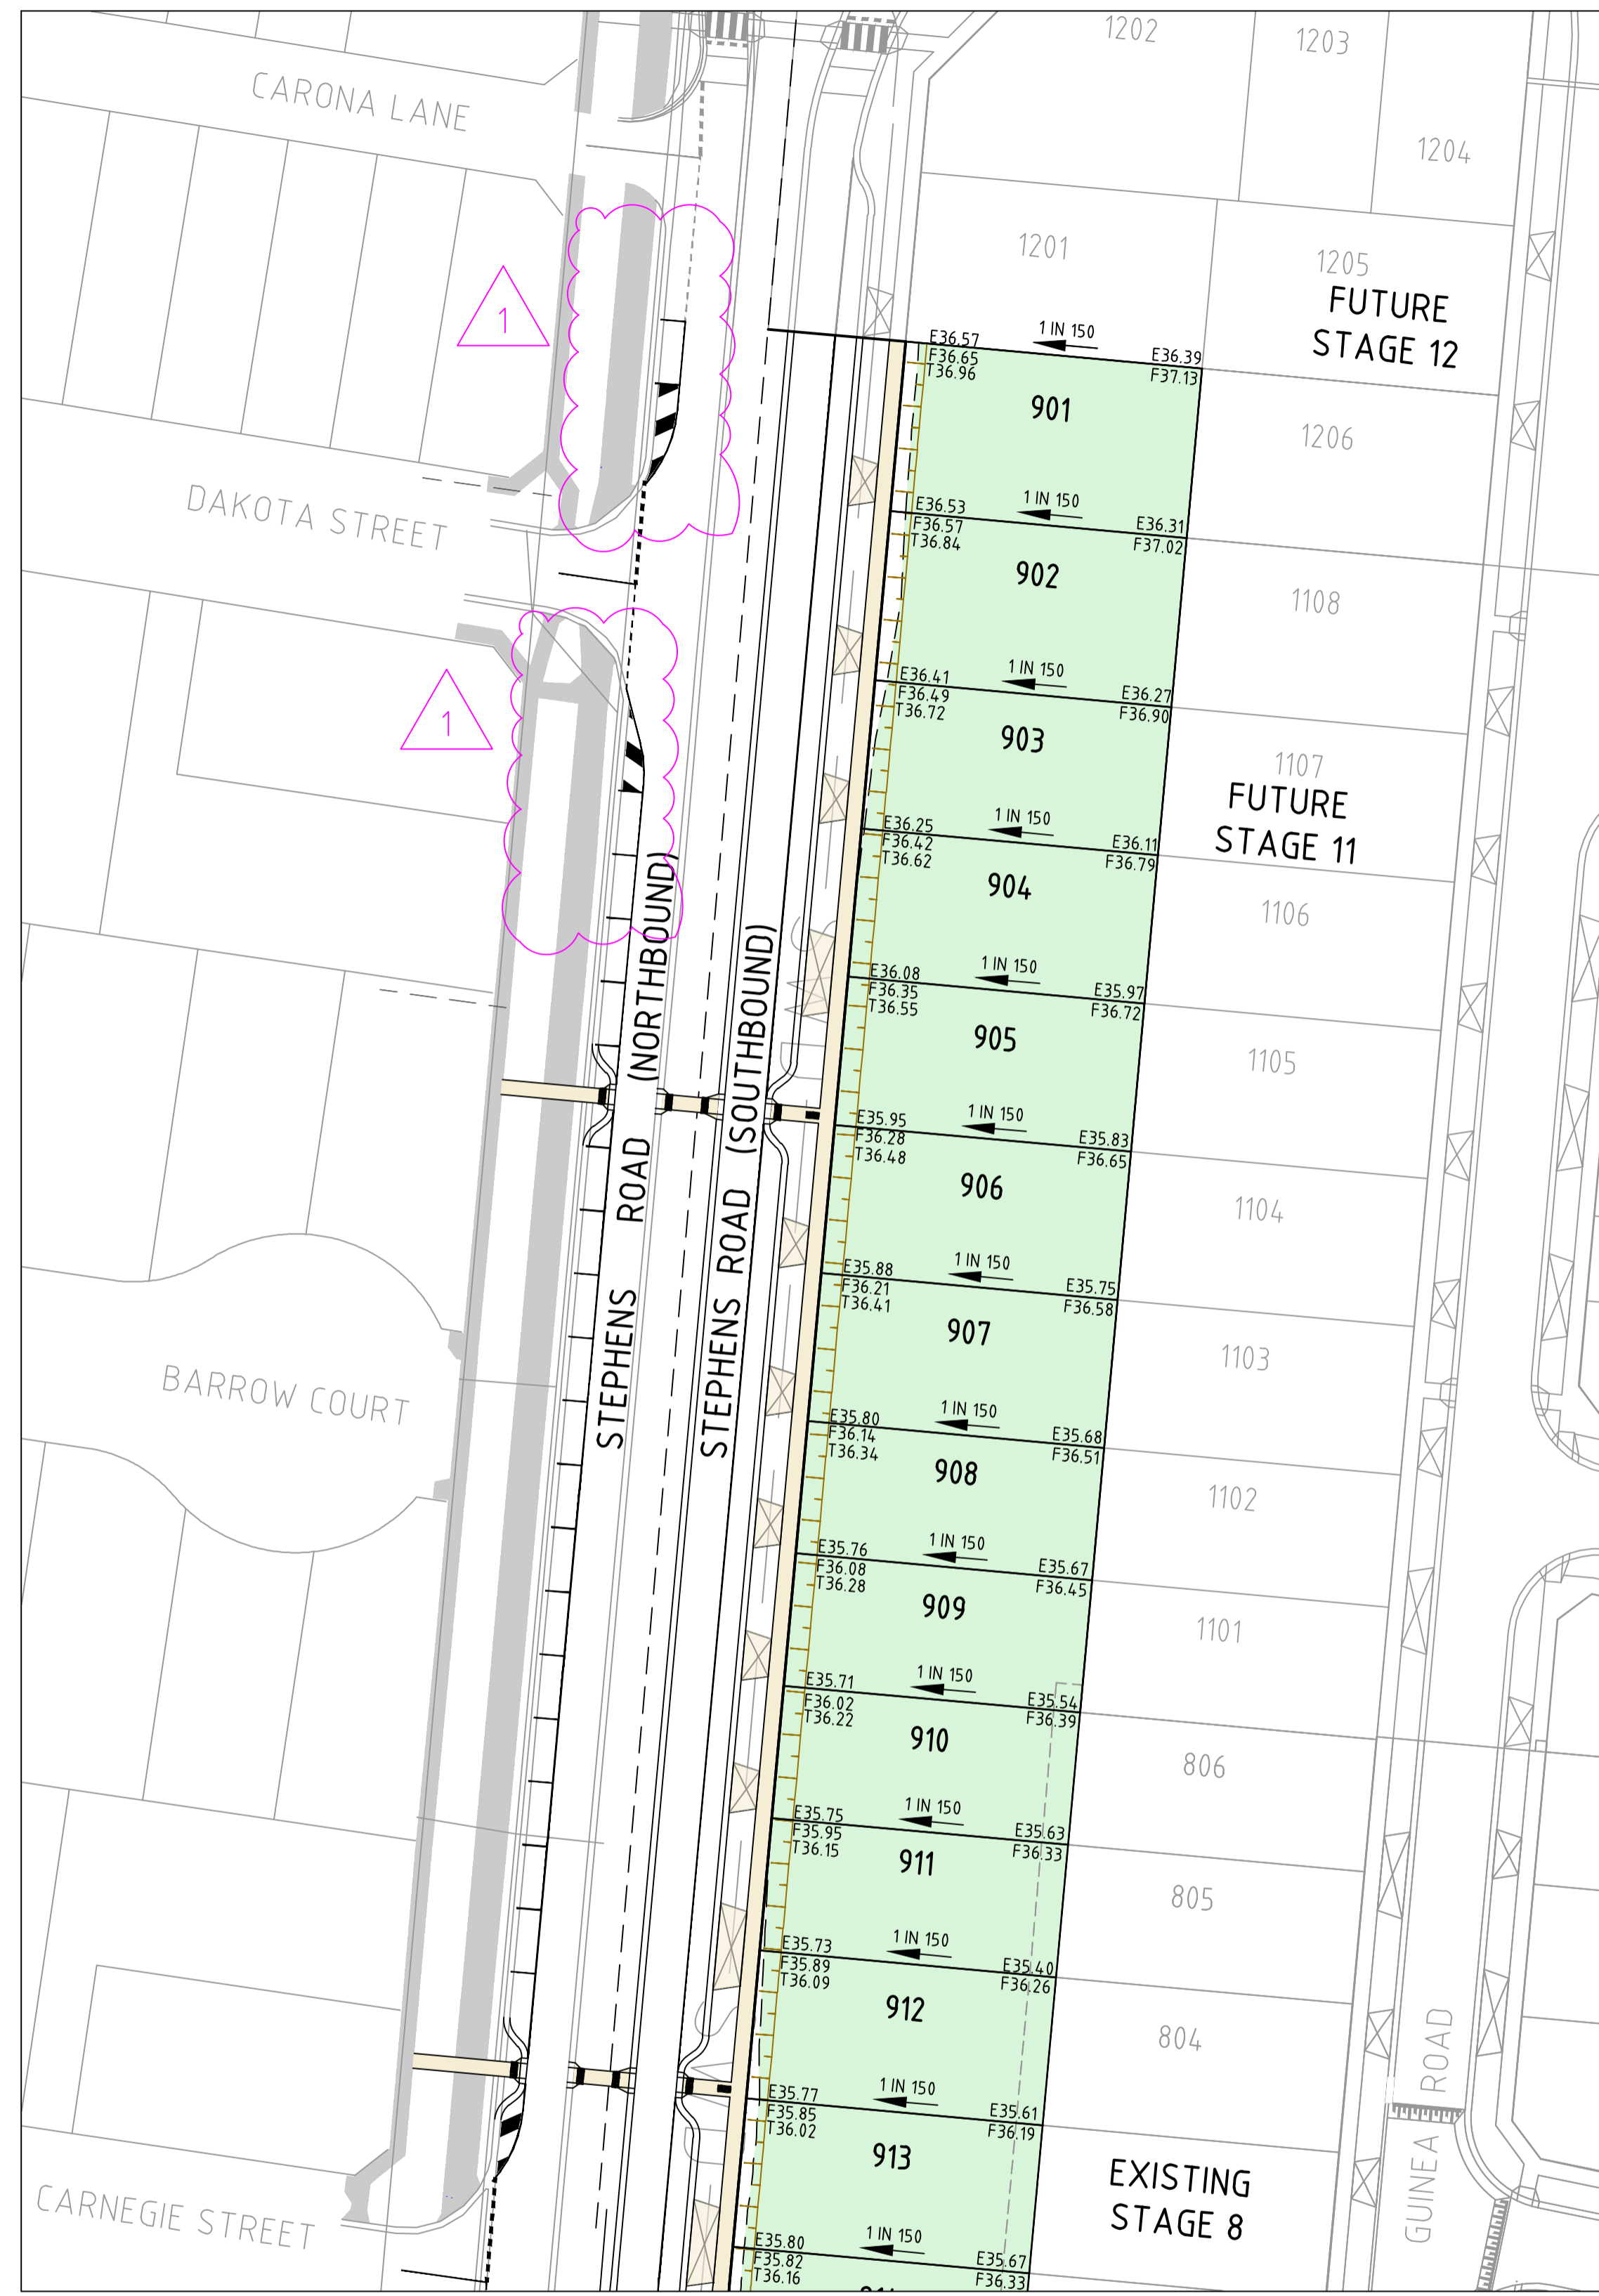 1202
1203
1204
CARONA LANE
1201
1205
FUTURE
STAGE 12
1
E36.57
1 IN 150
E36.39
F36.65
F37.13
T36.96
901
1206
DAKOTA STREET
E36.53
1 IN 150
E36.31
F36.57
F37.02
T36.84
902
1108
1
E36.41
1 IN 150
E36.27
F36.49
F36.90
T36.72
903
1107
FUTURE
STAGE 11
E36.25
1 IN 150
E36.11
F36.42
F36.79
T36.62
904
1106
E36.08
1 IN 150
E35.97
F36.35
F36.72
T36.55
905
1105
STEPHENS ROAD (NORTHBOUND)
STEPHENS ROAD (SOUTHBOUND)
E35.95
1 IN 150
E35.83
F36.28
F36.65
T36.48
906
1104
E35.88
1 IN 150
E35.75
F36.21
F36.58
T36.41
907
1103
BARROW COURT
E35.80
1 IN 150
E35.68
F36.14
F36.51
T36.34
908
1102
E35.76
1 IN 150
E35.67
F36.08
F36.45
T36.28
909
1101
E35.71
1 IN 150
E35.54
F36.02
F36.39
T36.22
910
806
E35.75
1 IN 150
E35.63
F35.95
F36.33
T36.15
911
805
E35.73
1 IN 150
E35.40
F35.89
F36.26
T36.09
912
804
GUINEA ROAD
E35.77
1 IN 150
E35.61
F35.85
F36.19
T36.02
913
EXISTING
STAGE 8
CARNEGIE STREET
E35.80
1 IN 150
E35.67
F35.82
F36.33
T36.16